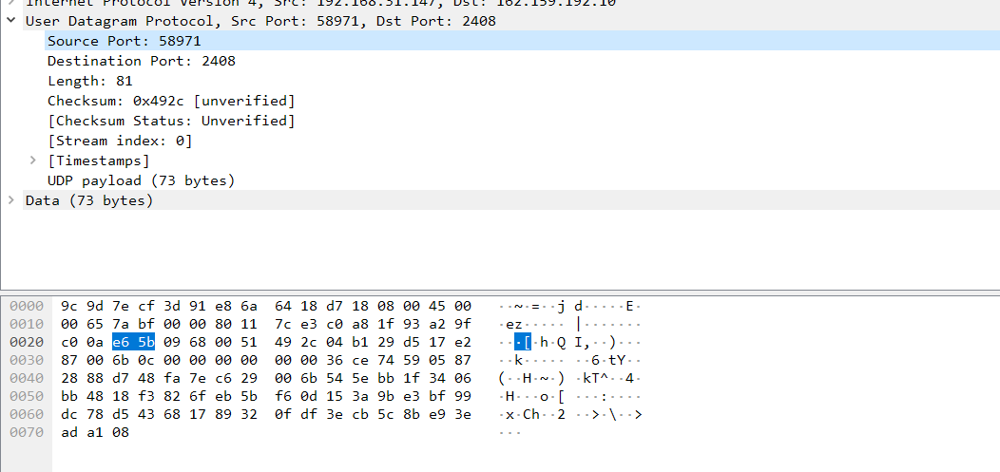 Internet Protocol Version 4, Src: 192.168.31.147, Dst: 162.159.192.10
User Datagram Protocol, Src Port: 58971, Dst Port: 2408
Source Port: 58971
Destination Port: 2408
Length: 81
Checksum: 0x492c [unverified]
[Checksum Status: Unverified]
[Stream index: 0]
[Timestamps]
UDP payload (73 bytes)
Data (73 bytes)
0000 9c 9d 7e cf 3d 91 e8 6a 64 18 d7 18 08 00 45 00 ··~·=··j d·····E·
0010 00 65 7a bf 00 00 80 11 7c e3 c0 a8 1f 93 a2 9f ·ez····· |·······
0020 c0 0a e6 5b 09 68 00 51 49 2c 04 b1 29 d5 17 e2 ···[·h·Q I,··)···
0030 87 00 6b 0c 00 00 00 00 00 00 36 ce 74 59 05 87 ··k····· ··6·tY··
0040 28 88 d7 48 fa 7e c6 29 00 6b 54 5e bb 1f 34 06 (··H·~·) ·kT^··4·
0050 bb 48 18 f3 82 6f eb 5b f6 0d 15 3a 9b e3 bf 99 ·H···o·[ ···:····
0060 dc 78 d5 43 68 17 89 32 0f df 3e cb 5c 8b e9 3e ·x·Ch··2 ··>·\··>
0070 ad a1 08 ···